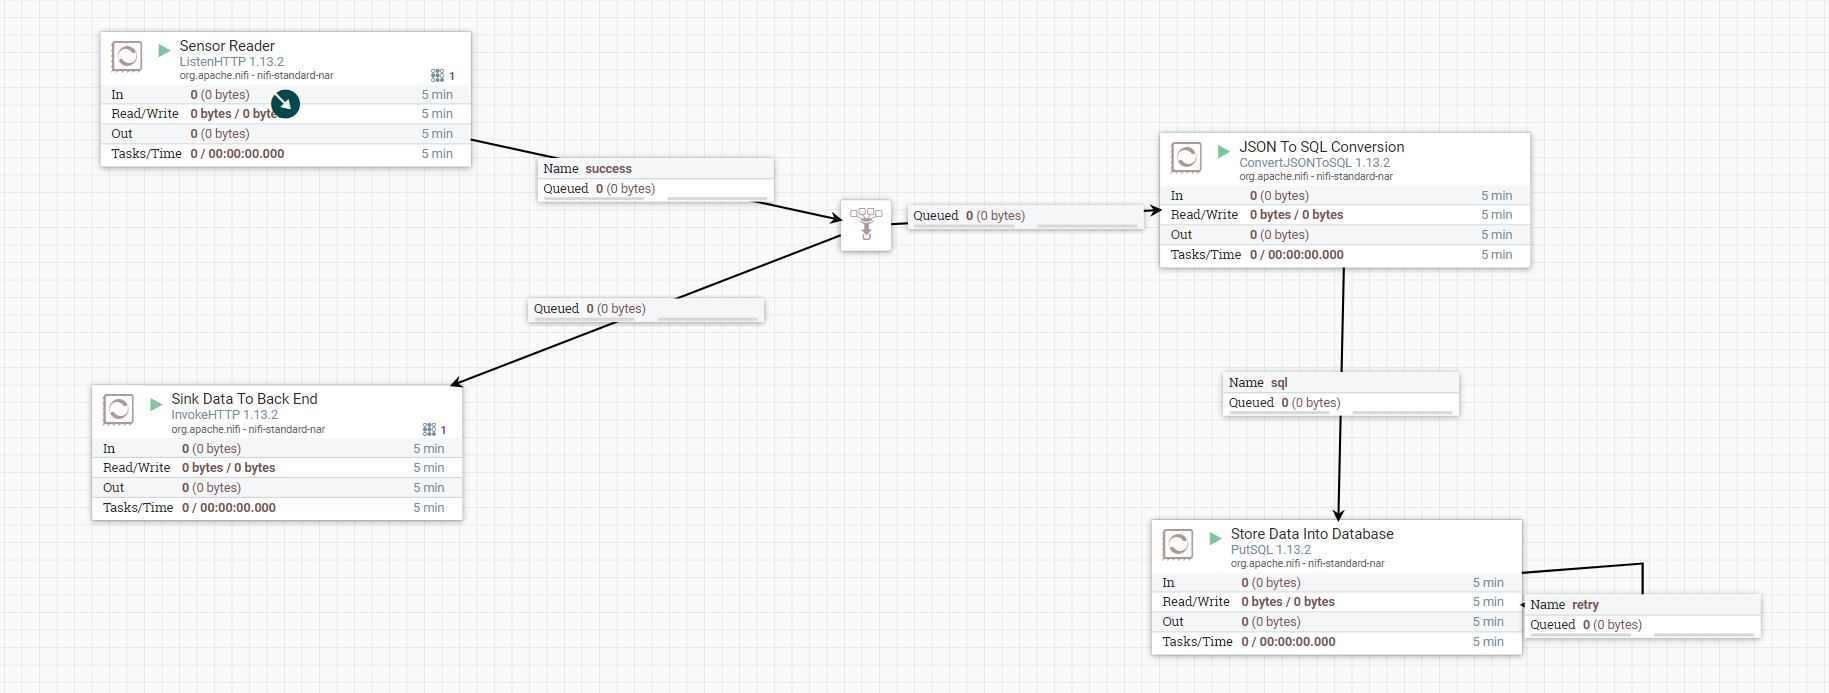 Sensor Reader
ListenHTTP 1.13.2
org.apache.nifi - nifi-standard-nar
1
In 0 (0 bytes) 5 min
Read/Write 0 bytes / 0 byte 5 min
Out 0 (0 bytes) 5 min
Tasks/Time 0 / 00:00:00.000 5 min
Name success
Queued 0 (0 bytes)
Queued 0 (0 bytes)
JSON To SQL Conversion
ConvertJSONToSQL 1.13.2
org.apache.nifi - nifi-standard-nar
In 0 (0 bytes) 5 min
Read/Write 0 bytes / 0 bytes 5 min
Out 0 (0 bytes) 5 min
Tasks/Time 0 / 00:00:00.000 5 min
Queued 0 (0 bytes)
Sink Data To Back End
InvokeHTTP 1.13.2
org.apache.nifi - nifi-standard-nar
1
In 0 (0 bytes) 5 min
Read/Write 0 bytes / 0 bytes 5 min
Out 0 (0 bytes) 5 min
Tasks/Time 0 / 00:00:00.000 5 min
Name sql
Queued 0 (0 bytes)
Store Data Into Database
PutSQL 1.13.2
org.apache.nifi - nifi-standard-nar
In 0 (0 bytes) 5 min
Read/Write 0 bytes / 0 bytes 5 min
Out 0 (0 bytes) 5 min
Tasks/Time 0 / 00:00:00.000 5 min
Name retry
Queued 0 (0 bytes)